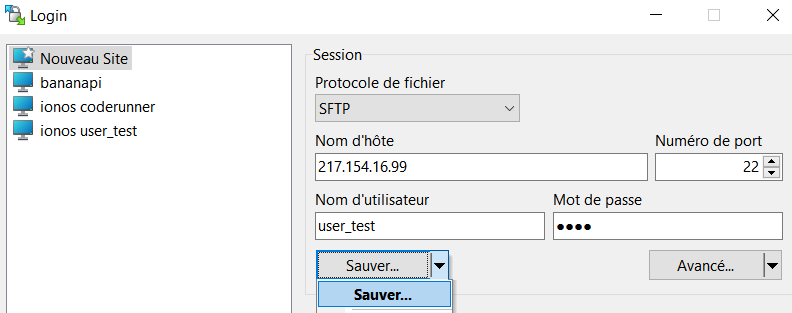 Login
Nouveau Site
bananapi
ionos coderunner
ionos user_test
Session
Protocole de fichier
SFTP
Nom d'hôte
Numéro de port
217.154.16.99
22
Nom d'utilisateur
Mot de passe
user_test
●●●●
Sauver...
Avancé...
Sauver...